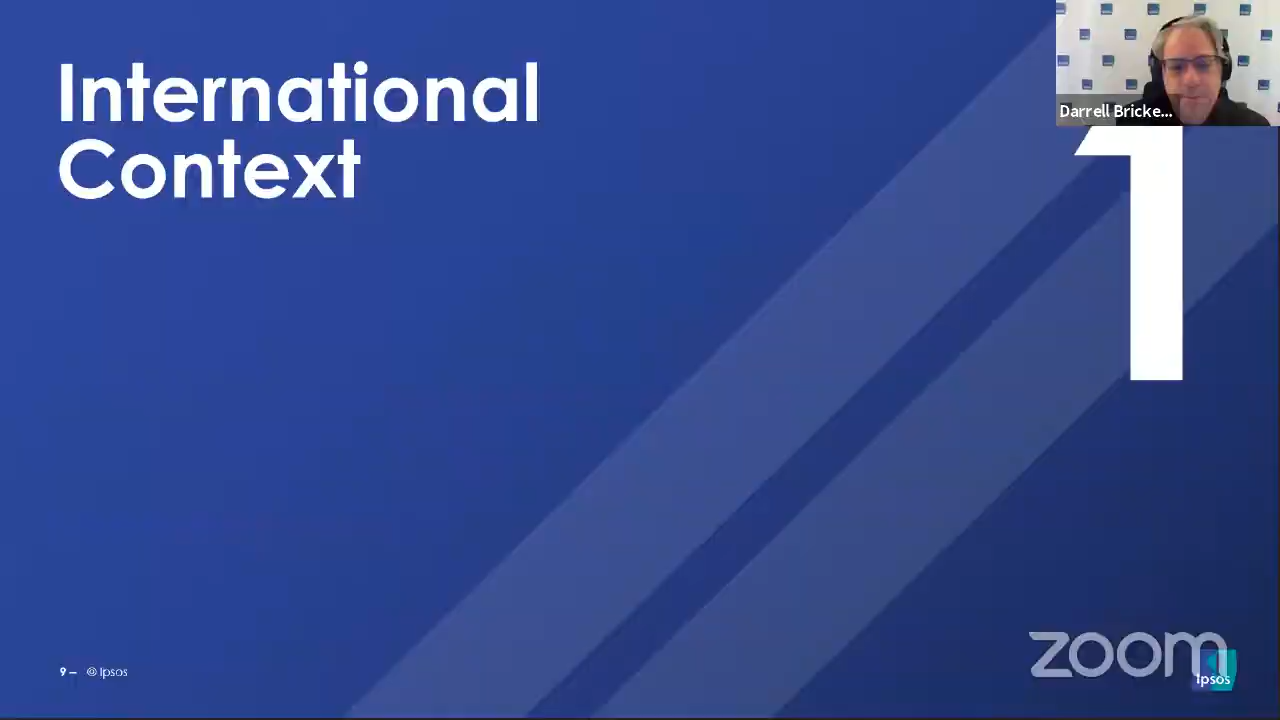 International
Context
Darrell Bricke...
1
9 – @ Ipsos
zoom
Ipsos